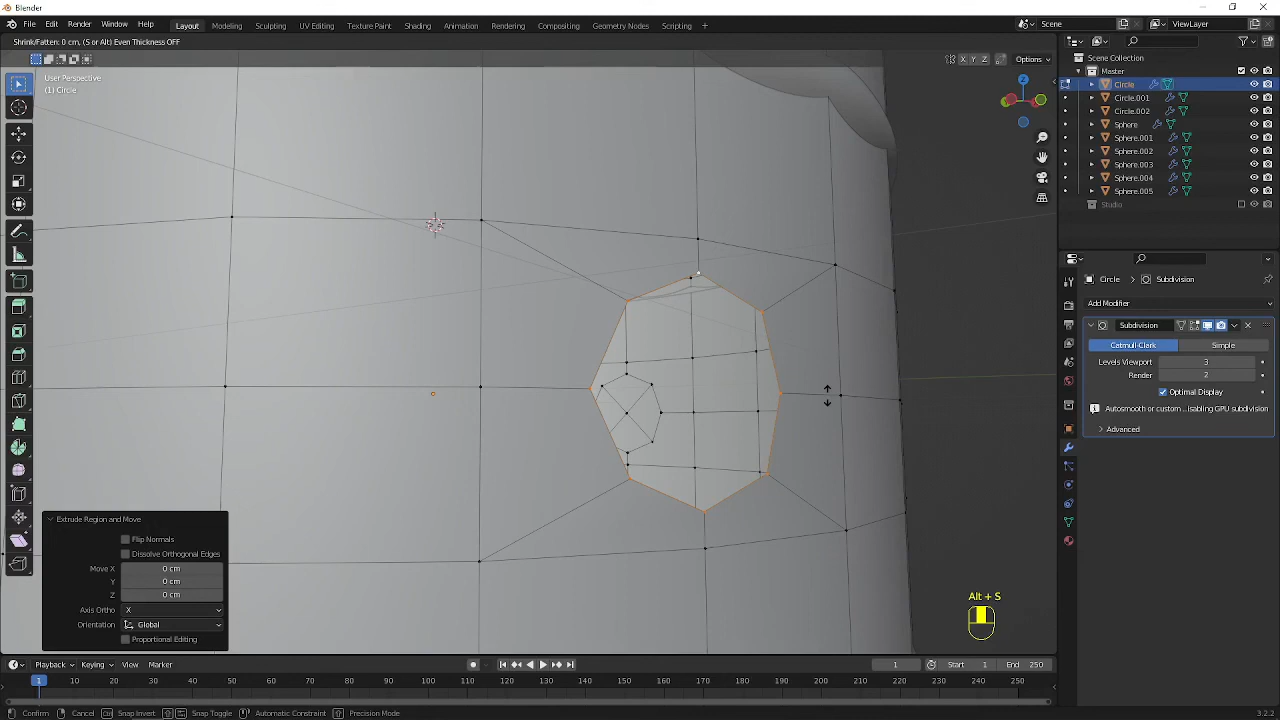 Blender
File Edit Render Window Help Layout Modeling Sculpting UV Editing Texture Paint Shading Animation Rendering Compositing Geometry Nodes Scripting + Scene ViewLayer
Shrink/Fatten: 0 cm, (S or Alt) Even Thickness OFF
X Y Z Options
User Perspective
(1) Circle
Z
Scene Collection
Master
Circle
Circle.001
Circle.002
Sphere
Sphere.001
Sphere.002
Sphere.003
Sphere.004
Sphere.005
Studio
Circle Subdivision
Add Modifier
Subdivision
Catmull-Clark Simple
Levels Viewport 3
Render 2
Optimal Display
Autosmooth or custom ...isabling GPU subdivision
Advanced
Extrude Region and Move
Flip Normals
Dissolve Orthogonal Edges
Move X 0 cm
Y 0 cm
Z 0 cm
Axis Ortho X
Orientation Global
Proportional Editing
Alt + S
Playback Keying View Marker 1 Start 1 End 250
1 10 20 30 40 50 60 70 80 90 100 110 120 130 140 150 160 170 180 190 200 210 220 230 240 250
Confirm Cancel Snap Invert Snap Toggle Automatic Constraint Precision Mode 3.2.2